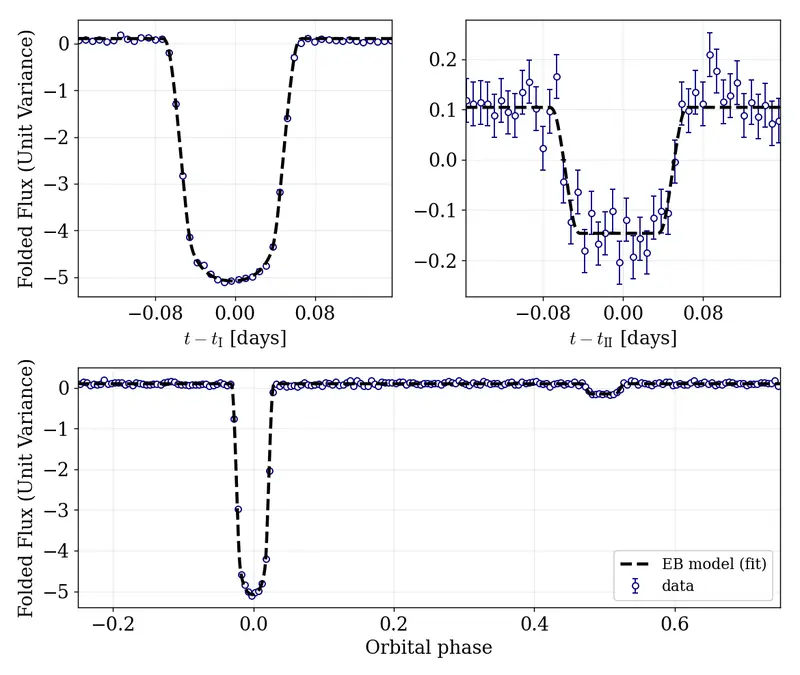 Folded Flux (Unit Variance)
0
−1
−2
−3
−4
−5
−0.08 0.00 0.08
t − t_I [days]
0.2
0.1
0.0
−0.1
−0.2
−0.08 0.00 0.08
t − t_II [days]
Folded Flux (Unit Variance)
0
−1
−2
−3
−4
−5
EB model (fit)
data
−0.2 0.0 0.2 0.4 0.6
Orbital phase